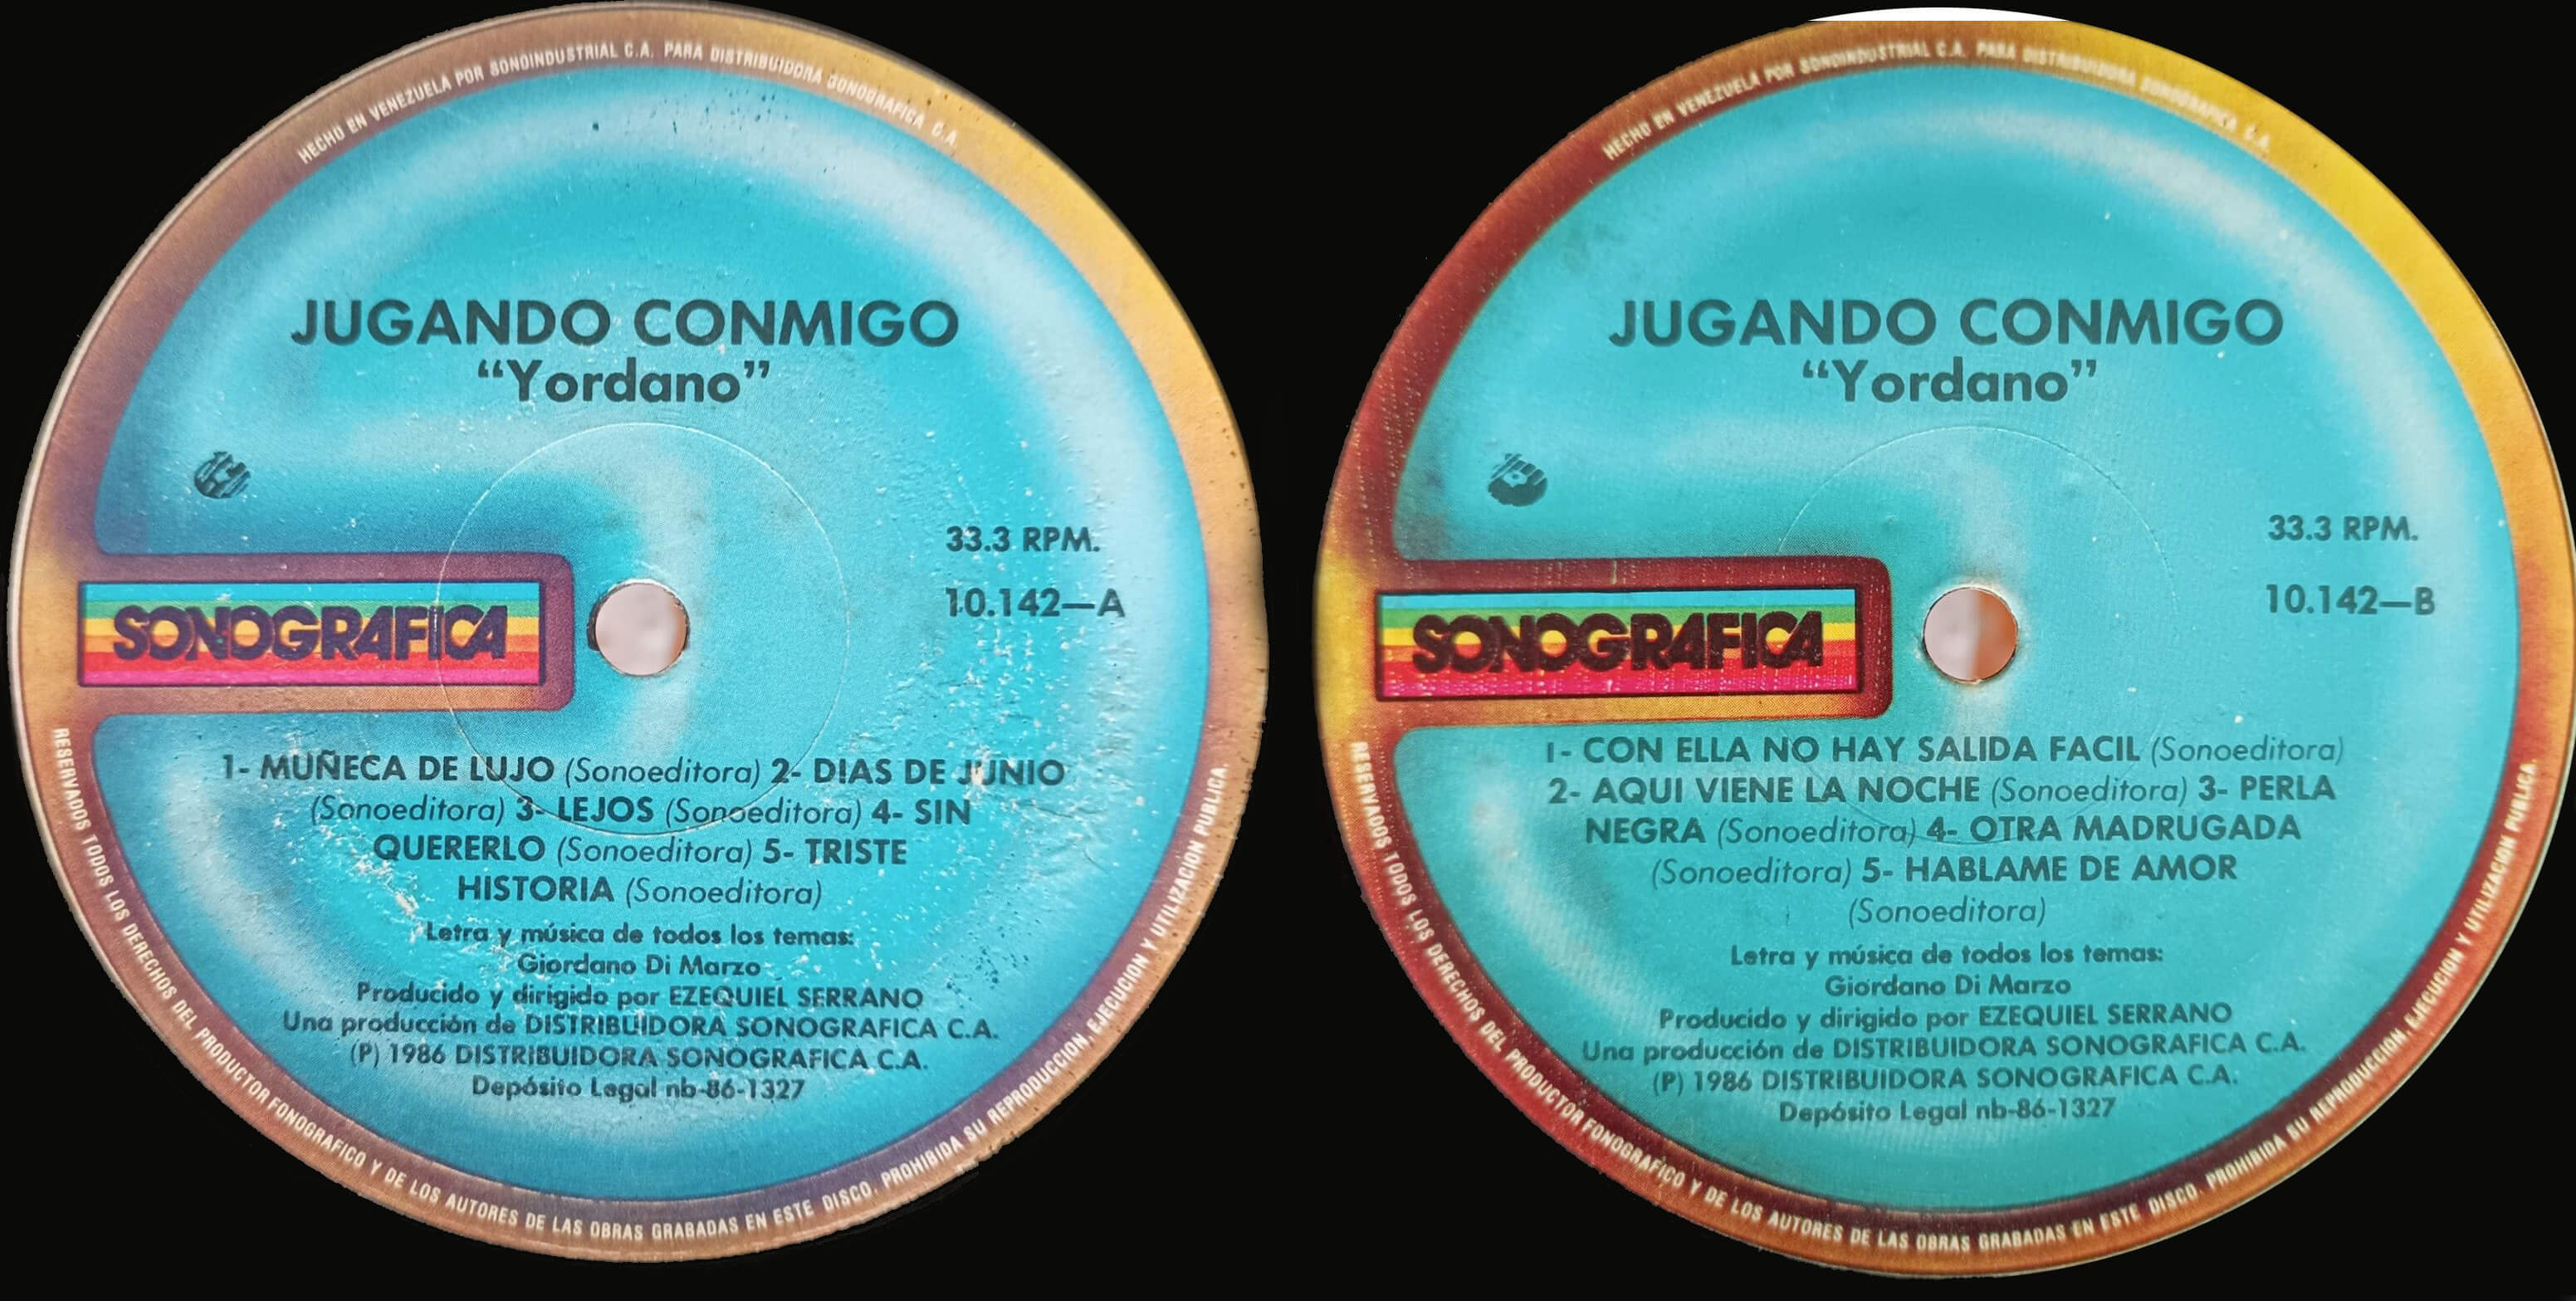 HECHO EN VENEZUELA POR SONOINDUSTRIAL C.A. PARA DISTRIBUIDORA SONOGRAFICA C.A.
JUGANDO CONMIGO
“Yordano”
33.3 RPM.
10.142—A
SONOGRAFICA
1- MUÑECA DE LUJO (Sonoeditora) 2- DIAS DE JUNIO
(Sonoeditora) 3- LEJOS (Sonoeditora) 4- SIN
QUERERLO (Sonoeditora) 5- TRISTE
HISTORIA (Sonoeditora)
Letra y música de todos los temas:
Giordano Di Marzo
Producido y dirigido por EZEQUIEL SERRANO
Una producción de DISTRIBUIDORA SONOGRAFICA C.A.
(P) 1986 DISTRIBUIDORA SONOGRAFICA C.A.
Depósito Legal nb-86-1327
RESERVADOS TODOS LOS DERECHOS DEL PRODUCTOR FONOGRAFICO Y DE LOS AUTORES DE LAS OBRAS GRABADAS EN ESTE DISCO. PROHIBIDA SU REPRODUCCION, EJECUCION Y UTILIZACION PUBLICA.
HECHO EN VENEZUELA POR SONOINDUSTRIAL C.A. PARA DISTRIBUIDORA SONOGRAFICA C.A.
JUGANDO CONMIGO
“Yordano”
33.3 RPM.
10.142—B
SONOGRAFICA
1- CON ELLA NO HAY SALIDA FACIL (Sonoeditora)
2- AQUI VIENE LA NOCHE (Sonoeditora) 3- PERLA
NEGRA (Sonoeditora) 4- OTRA MADRUGADA
(Sonoeditora) 5- HABLAME DE AMOR
(Sonoeditora)
Letra y música de todos los temas:
Giordano Di Marzo
Producido y dirigido por EZEQUIEL SERRANO
Una producción de DISTRIBUIDORA SONOGRAFICA C.A.
(P) 1986 DISTRIBUIDORA SONOGRAFICA C.A.
Depósito Legal nb-86-1327
RESERVADOS TODOS LOS DERECHOS DEL PRODUCTOR FONOGRAFICO Y DE LOS AUTORES DE LAS OBRAS GRABADAS EN ESTE DISCO. PROHIBIDA SU REPRODUCCION, EJECUCION Y UTILIZACION PUBLICA.